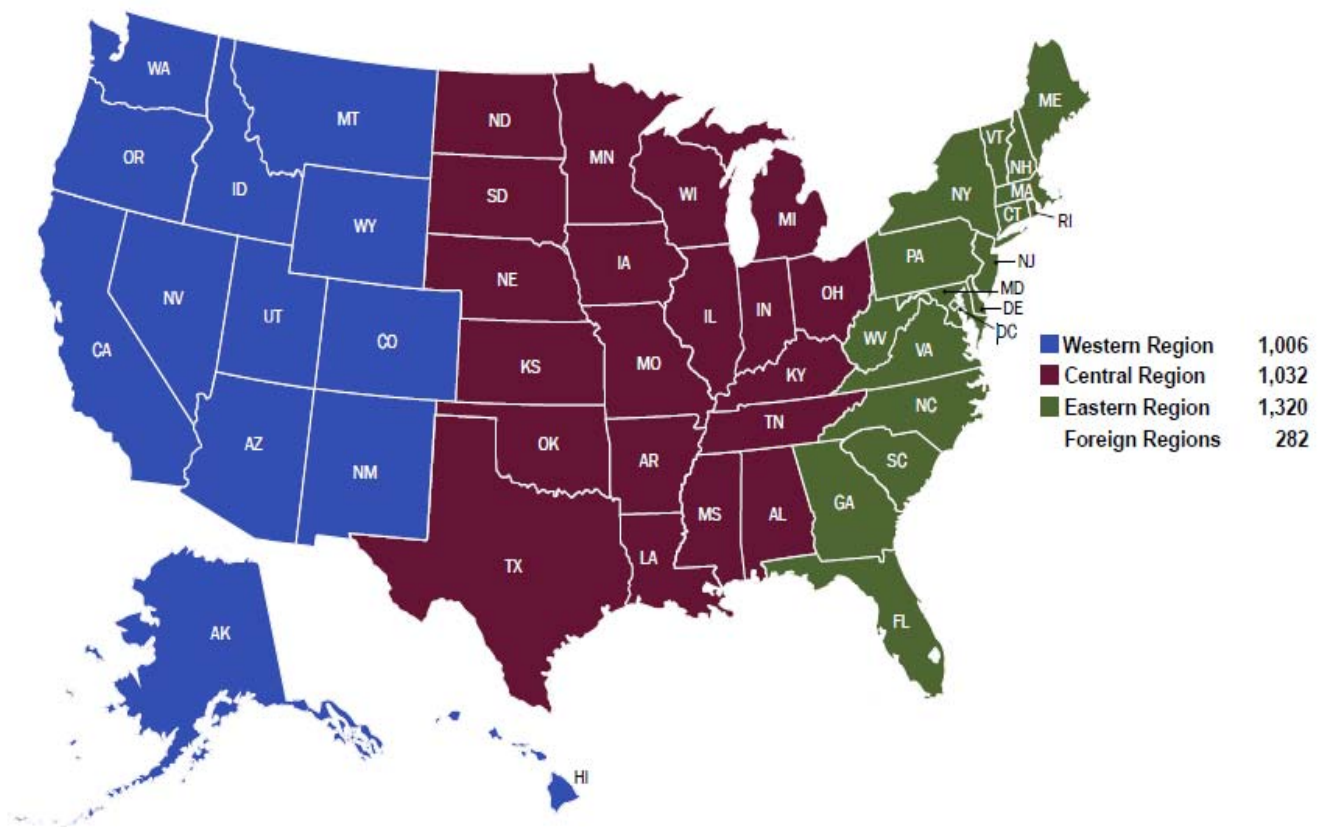 WA
MT
ND
MN
ME
VT
NH
OR
ID
SD
WI
NY
MA
CT
RI
WY
MI
NE
IA
PA
NJ
NV
UT
CO
IL
IN
OH
MD
DE
DC
WV
VA
CA
KS
MO
KY
NC
AZ
NM
OK
AR
TN
SC
MS
AL
GA
TX
LA
FL
AK
HI
Western Region 1,006
Central Region 1,032
Eastern Region 1,320
Foreign Regions 282